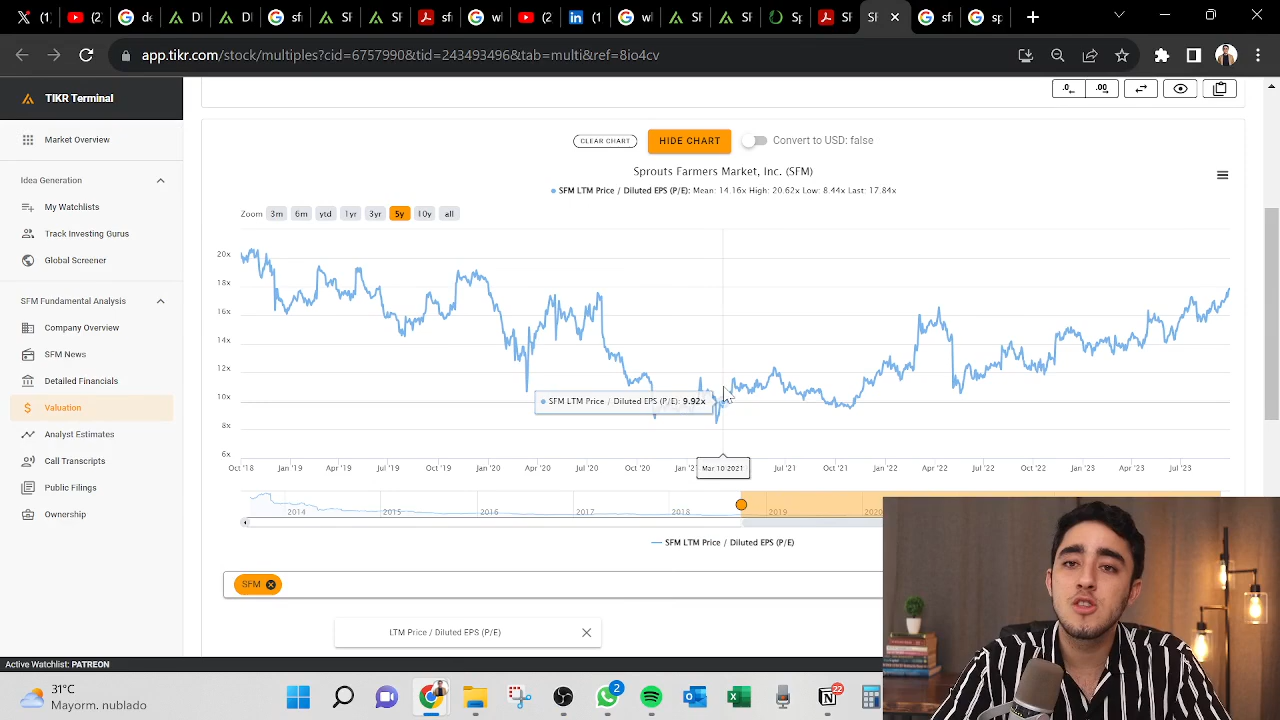 (1
(2
(1
app.tikr.com/stock/multiples?cid=6757990&tid=243493496&tab=multi&ref=8io4cv
TIKR Terminal
Market Overview
Idea Generation
My Watchlists
Track Investing Gurus
Global Screener
SFM Fundamental Analysis
Company Overview
SFM News
Detailed Financials
Valuation
Analyst Estimates
Call Transcripts
Public Filings
Ownership
.0 .00
CLEAR CHART HIDE CHART Convert to USD: false
Sprouts Farmers Market, Inc. (SFM)
SFM LTM Price / Diluted EPS (P/E): Mean: 14.16x High: 20.62x Low: 8.44x Last: 17.84x
Zoom 3m 6m ytd 1yr 3yr 5y 10y all
20x
18x
16x
14x
12x
10x
8x
6x
SFM LTM Price / Diluted EPS (P/E): 9.92x
Oct '18 Jan '19 Apr '19 Jul '19 Oct '19 Jan '20 Apr '20 Jul '20 Oct '20 Mar 10 2021 Jul '21 Oct '21 Jan '22 Apr '22 Jul '22 Oct '22 Jan '23 Apr '23 Jul '23
2014 2015 2016 2017 2018 2019
SFM LTM Price / Diluted EPS (P/E)
SFM
LTM Price / Diluted EPS (P/E)
Active Watchlist: PATREON
31°C
Mayorm. nublado
2
22